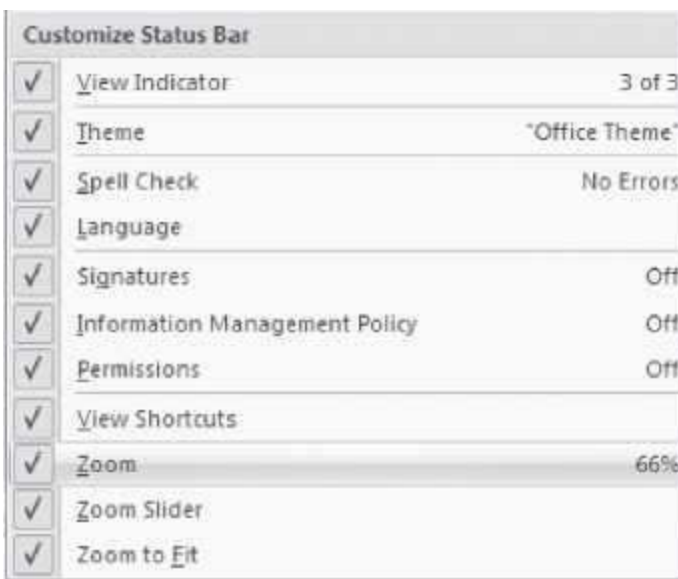 Customize Status Bar
View Indicator 3 of 3
Theme "Office Theme"
Spell Check No Errors
Language
Signatures Off
Information Management Policy Off
Permissions Off
View Shortcuts
Zoom 66%
Zoom Slider
Zoom to Fit